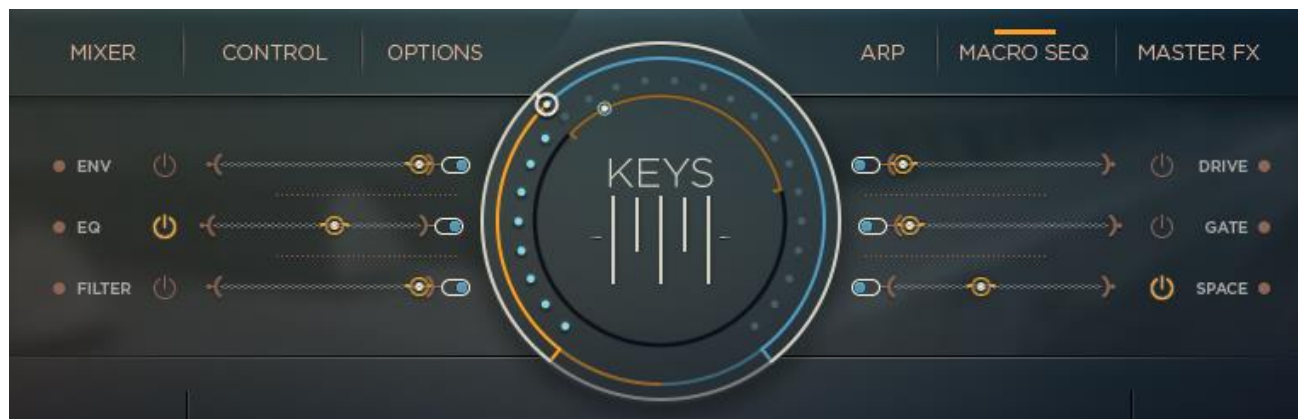 MIXER CONTROL OPTIONS ARP MACRO SEQ MASTER FX
ENV DRIVE
KEYS
EQ GATE
FILTER SPACE